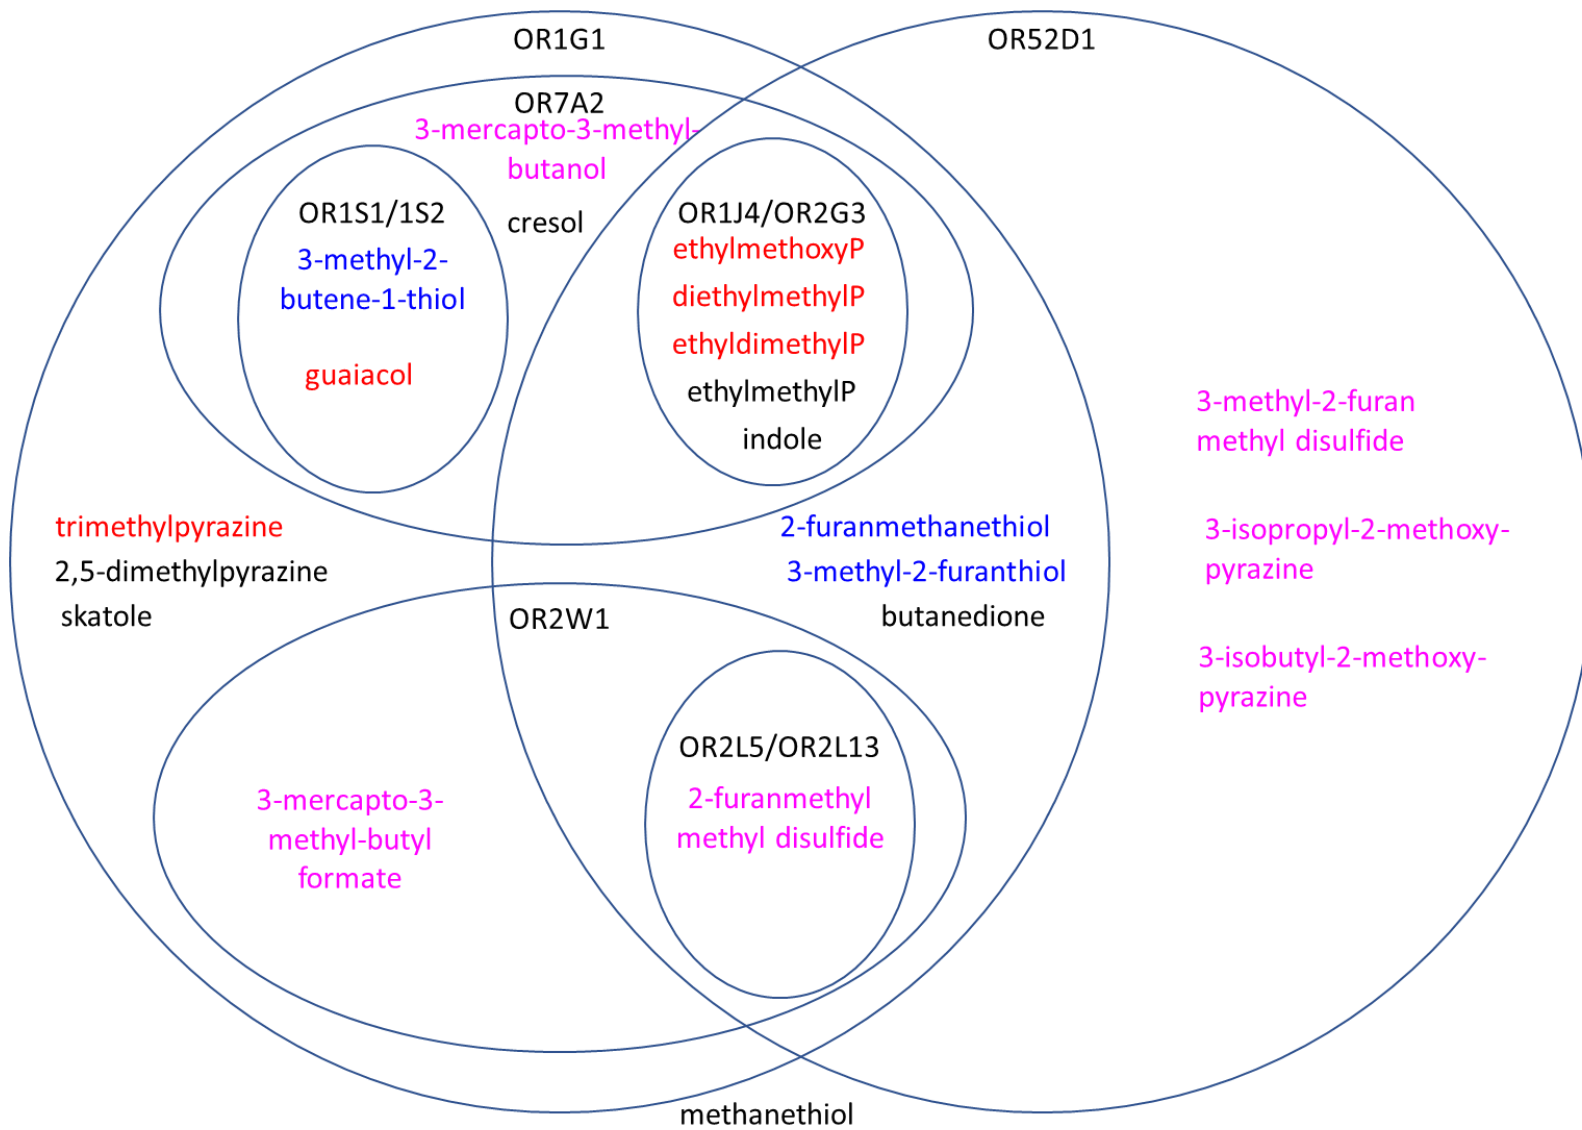 OR1G1
OR52D1
OR7A2
3-mercapto-3-methyl-
butanol
cresol
OR1S1/1S2
3-methyl-2-
butene-1-thiol
guaiacol
OR1J4/OR2G3
ethylmethoxyP
diethylmethylP
ethyldimethylP
ethylmethylP
indole
3-methyl-2-furan
methyl disulfide
3-isopropyl-2-methoxy-
pyrazine
3-isobutyl-2-methoxy-
pyrazine
trimethylpyrazine
2,5-dimethylpyrazine
skatole
2-furanmethanethiol
3-methyl-2-furanthiol
butanedione
OR2W1
3-mercapto-3-
methyl-butyl
formate
OR2L5/OR2L13
2-furanmethyl
methyl disulfide
methanethiol